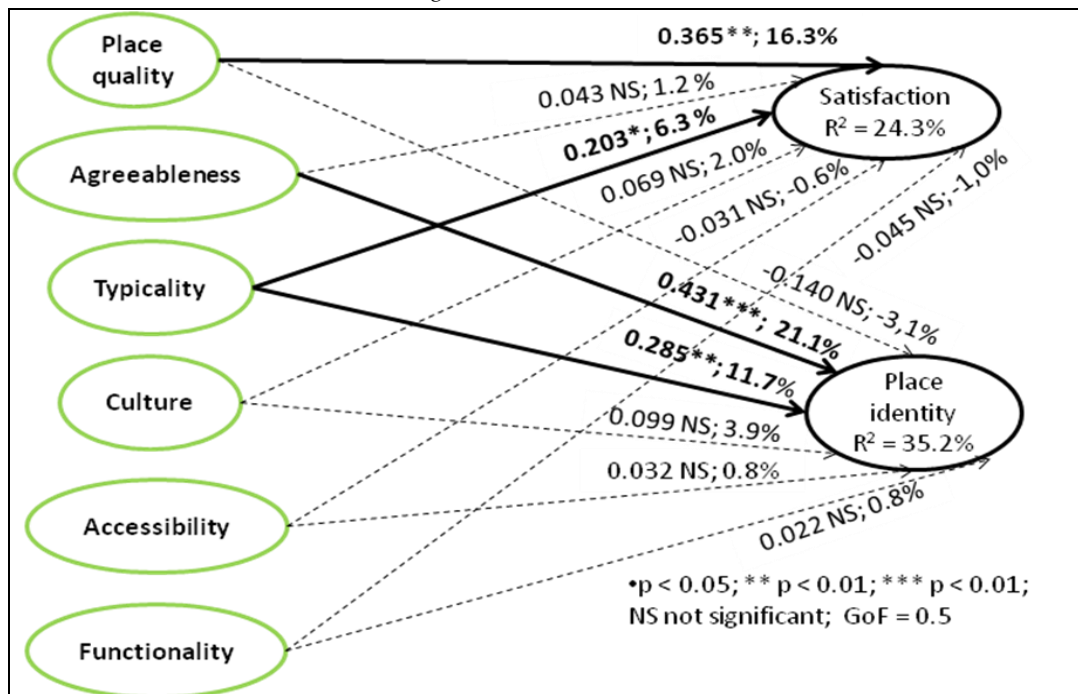 Place
quality
Agreeableness
Typicality
Culture
Accessibility
Functionality
0.365**; 16.3%
0.043 NS; 1.2 %
0.203*; 6.3 %
0.069 NS; 2.0%
-0.031 NS; -0.6%
-0.045 NS; -1,0%
Satisfaction
R² = 24.3%
-0.140 NS; -3,1%
0.431***; 21.1%
0.285**; 11.7%
0.099 NS; 3.9%
0.032 NS; 0.8%
0.022 NS; 0.8%
Place
identity
R² = 35.2%
•p < 0.05; ** p < 0.01; *** p < 0.01;
NS not significant; GoF = 0.5